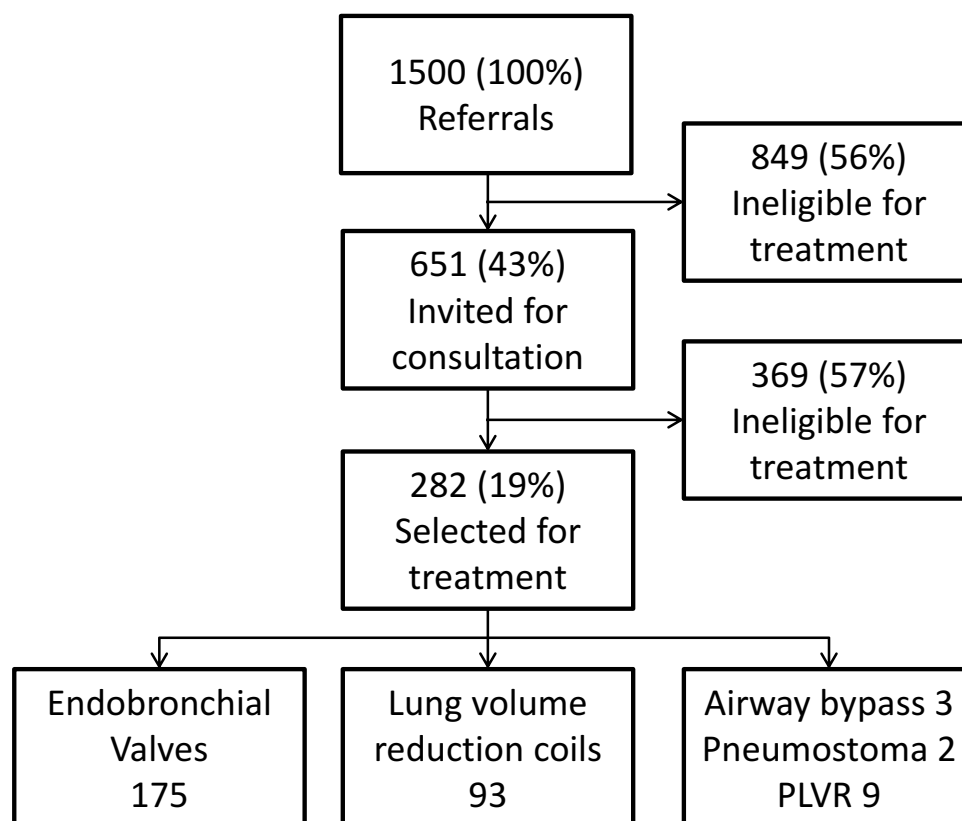 1500 (100%)
Referrals
849 (56%)
Ineligible for
treatment
651 (43%)
Invited for
consultation
369 (57%)
Ineligible for
treatment
282 (19%)
Selected for
treatment
Endobronchial
Valves
175
Lung volume
reduction coils
93
Airway bypass 3
Pneumostoma 2
PLVR 9